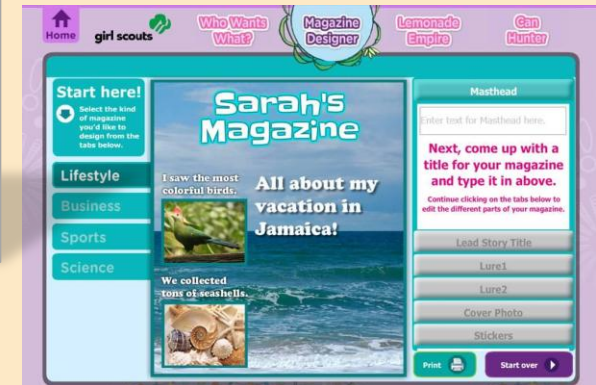 Home
girl scouts
Who Wants
What?
Magazine
Designer
Lemonade
Empire
Can
Hunter
Start here!
Select the kind
of magazine
you'd like to
design from the
tabs below.
Lifestyle
Business
Sports
Science
Sarah's
Magazine
I saw the most
colorful birds.
All about my
vacation in
Jamaica!
We collected
tons of seashells.
Masthead
Enter text for Masthead here.
Next, come up with a
title for your magazine
and type it in above.
Continue clicking on the tabs below to
edit the different parts of your magazine.
Lead Story Title
Lure1
Lure2
Cover Photo
Stickers
Print
Start over